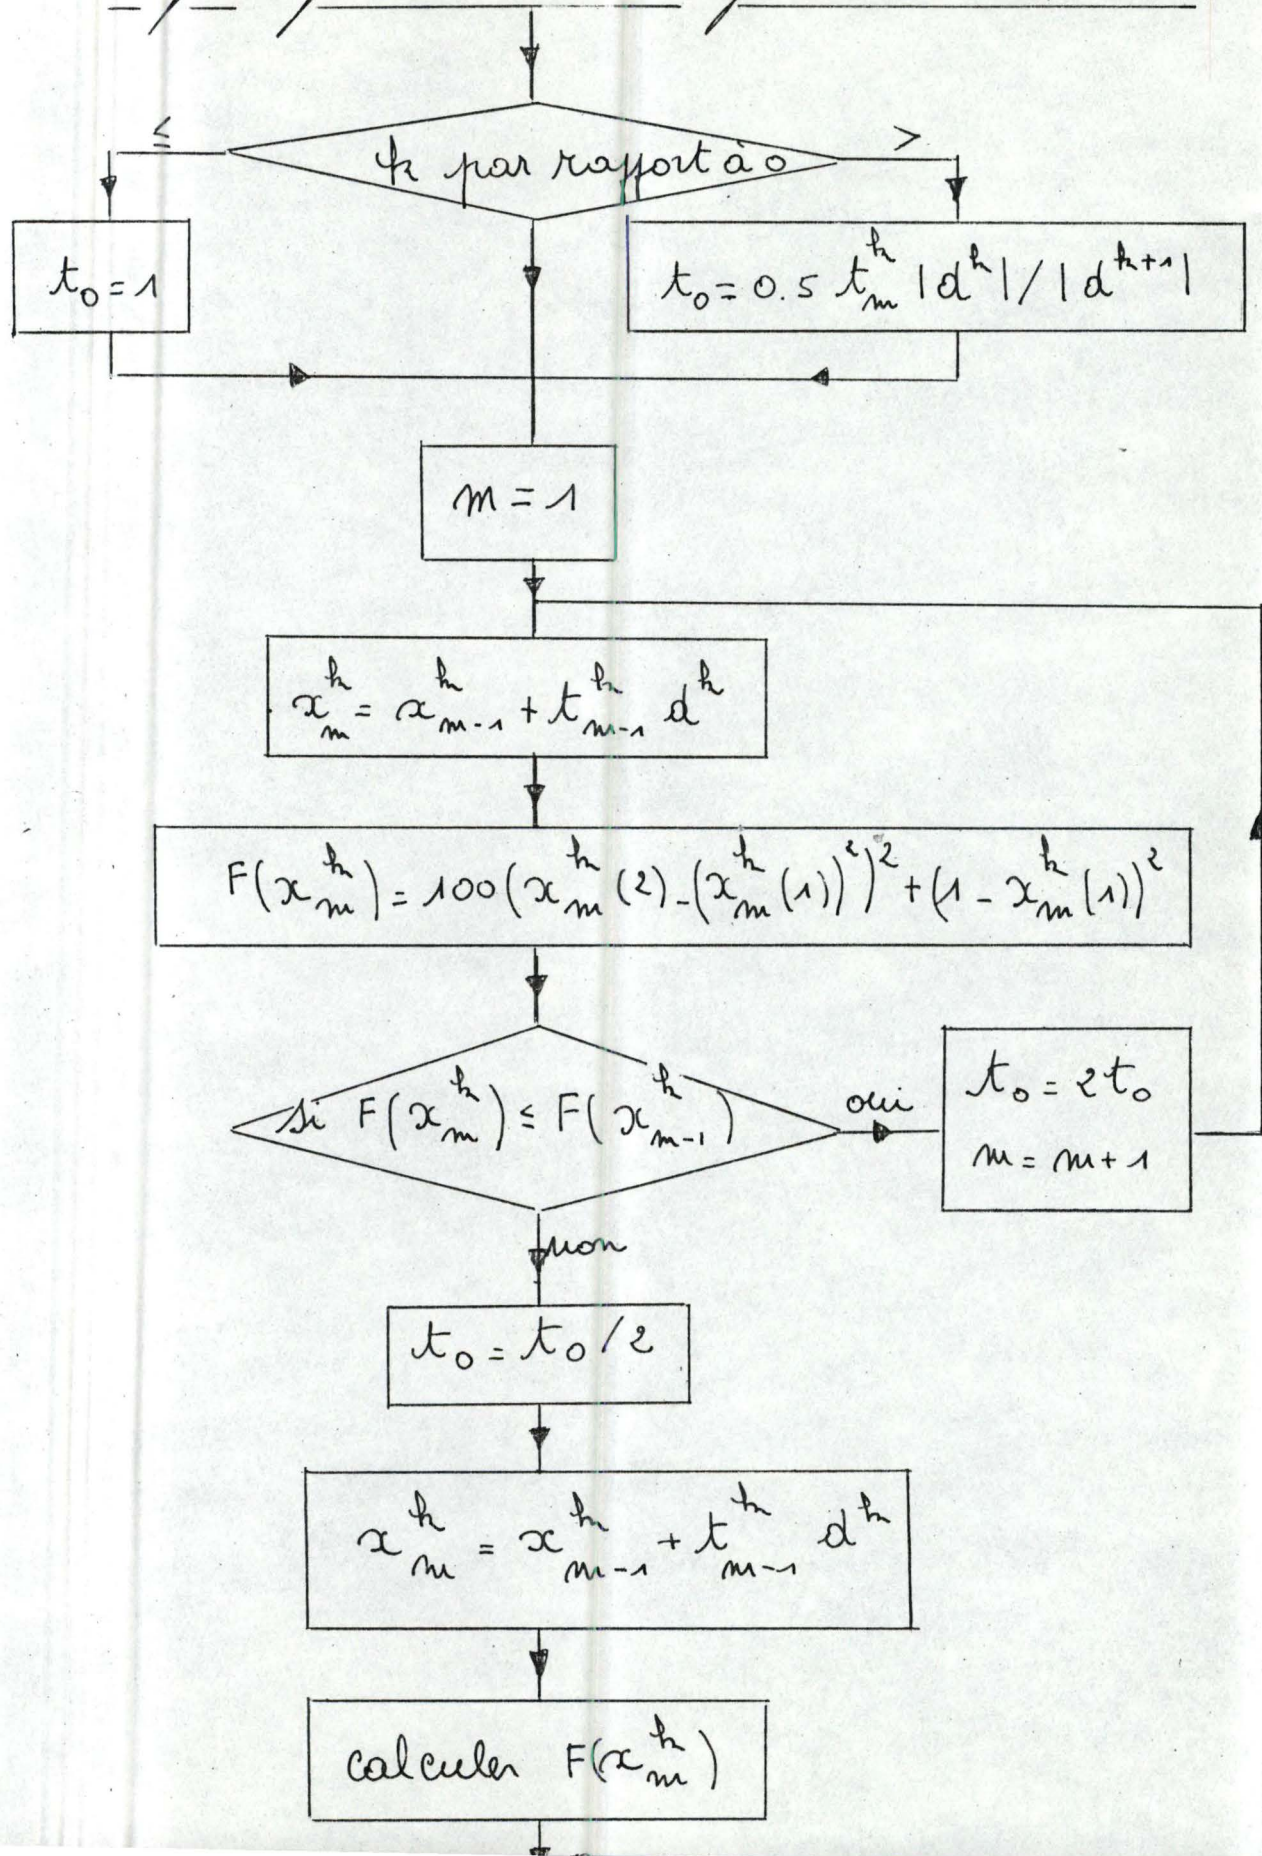 ≤
k par rapport à 0
>
t_0 = 1
t_0 = 0.5 t_m^k |d^k| / |d^{k+1}|
m = 1
x_m^k = x_{m-1}^k + t_{m-1}^k d^k
F(x_m^k) = 100(x_m^k(2) - (x_m^k(1))^2)^2 + (1 - x_m^k(1))^2
si F(x_m^k) ≤ F(x_{m-1}^k)
oui
t_0 = 2t_0
m = m+1
non
t_0 = t_0/2
x_m^k = x_{m-1}^k + t_{m-1}^k d^k
calculer F(x_m^k)